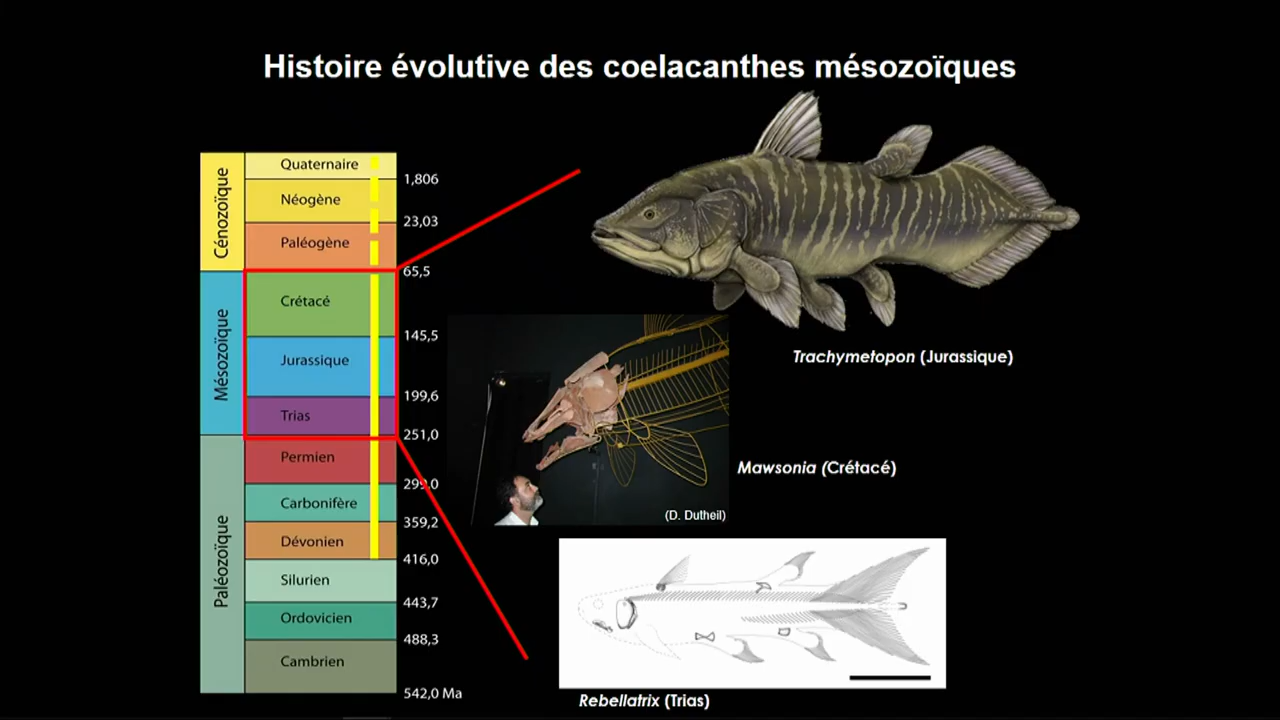 Histoire évolutive des coelacanthes mésozoïques
Cénozoïque
Quaternaire
1,806
Néogène
23,03
Paléogène
65,5
Mésozoïque
Crétacé
145,5
Jurassique
199,6
Trias
251,0
Paléozoïque
Permien
299,0
Carbonifère
359,2
Dévonien
416,0
Silurien
443,7
Ordovicien
488,3
Cambrien
542,0 Ma
Trachymetopon (Jurassique)
Mawsonia (Crétacé)
(D. Dutheil)
Rebellatrix (Trias)